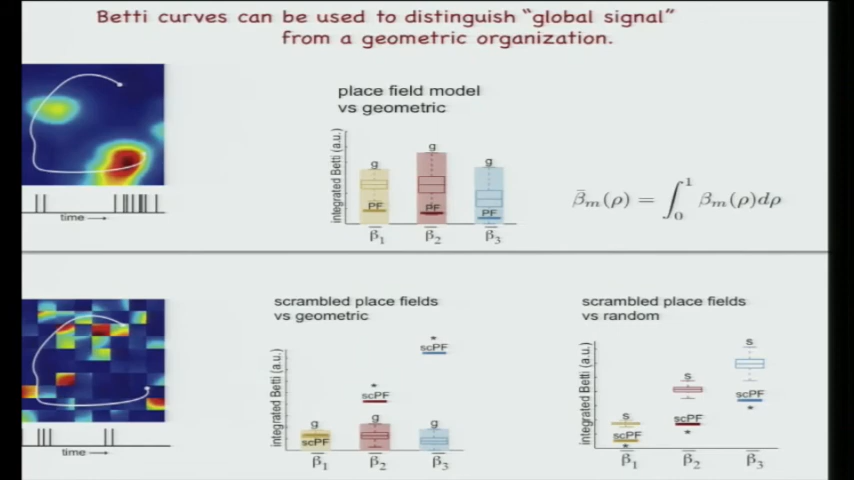 Betti curves can be used to distinguish "global signal"
from a geometric organization.
place field model
vs geometric
integrated Betti (a.u.)
g
g
g
PF
PF
PF
β̄1
β̄2
β̄3
β̄m(ρ) = ∫₀¹ βm(ρ)dρ
time
scrambled place fields
vs geometric
integrated Betti (a.u.)
*
scPF
*
scPF
g
g
g
scPF
β̄1
β̄2
β̄3
scrambled place fields
vs random
integrated Betti (a.u.)
s
s
s
scPF
*
scPF
*
scPF
*
β̄1
β̄2
β̄3
time